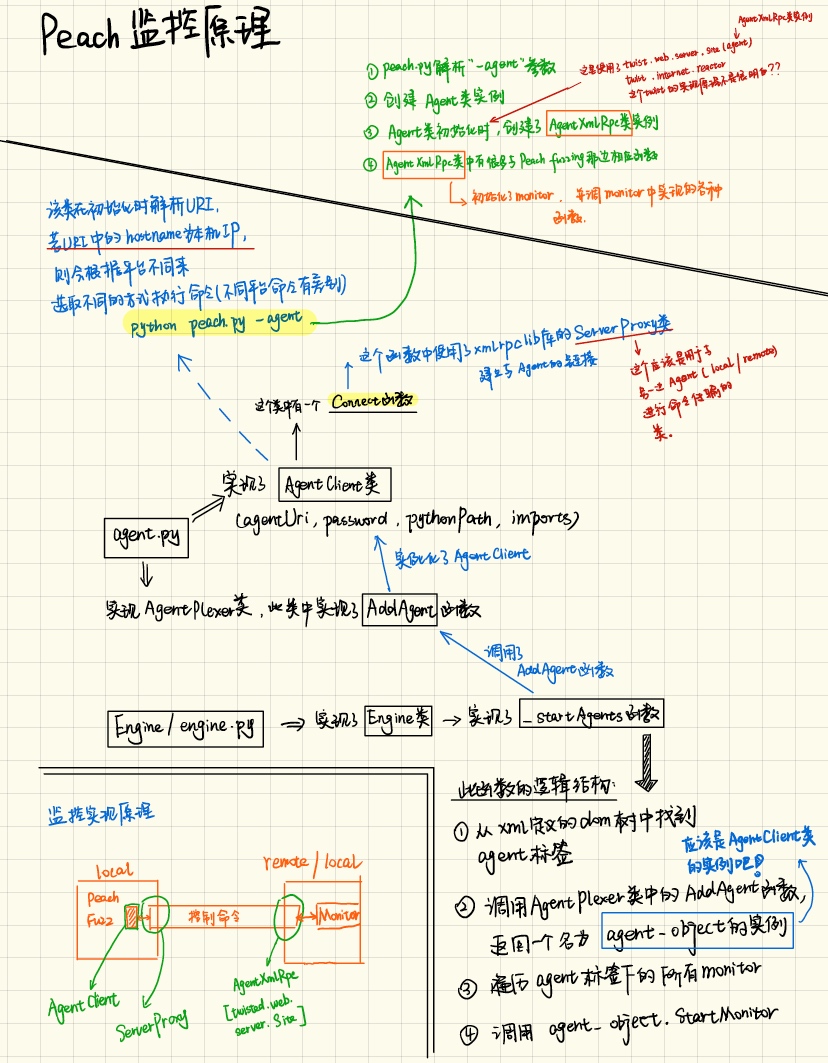 Peach 监控原理
AgentXmlRpc类实例
① peach.py解析"-agent"参数
② 创建 Agent类实例
③ Agent类初始化时,创建了 AgentXmlRpc类实例
④ AgentXmlRpc类中有很多与Peach fuzzing那边相应函数
这里使用了twist.web.server.site(agent)
twist.internet.reactor
这个twist的实现原理不是很明白??
初始化了monitor,并调monitor中实现的各种
函数.
该类在初始化时解析URI,
若URI中的hostname为本机IP,
则会根据平台不同来
选取不同的方式执行命令(不同平台命令有差别)
python peach.py -agent
这个函数中使用了xmlrpclib库的ServerProxy类
建立与Agent的链接
这个应该是用于与
另一边Agent(local/remote)
进行命令传输的
类。
这个类中有一个 Connect函数
实现了 AgentClient类
(agentUri, password, pythonPath, imports)
agent.py
实例化了AgentClient
实现AgentPlexer类,此类中实现了AddAgent函数
调用了
AddAgent函数
Engine/engine.py ⇒ 实现了 Engine类 → 实现了 _startAgents函数
此函数的逻辑结构:
① 从xml定义的dom树中找到
agent标签
应该是AgentClient类
的实例吧!
② 调用AgentPlexer类中的AddAgent函数,
返回一个名为 agent_object的实例
③ 遍历agent标签下的所有monitor
④ 调用 agent_object.StartMonitor
监控实现原理
local
remote/local
Peach
Fuzz
控制命令
Monitor
AgentClient
ServerProxy
AgentXmlRpc
[twisted.web.
server.Site]